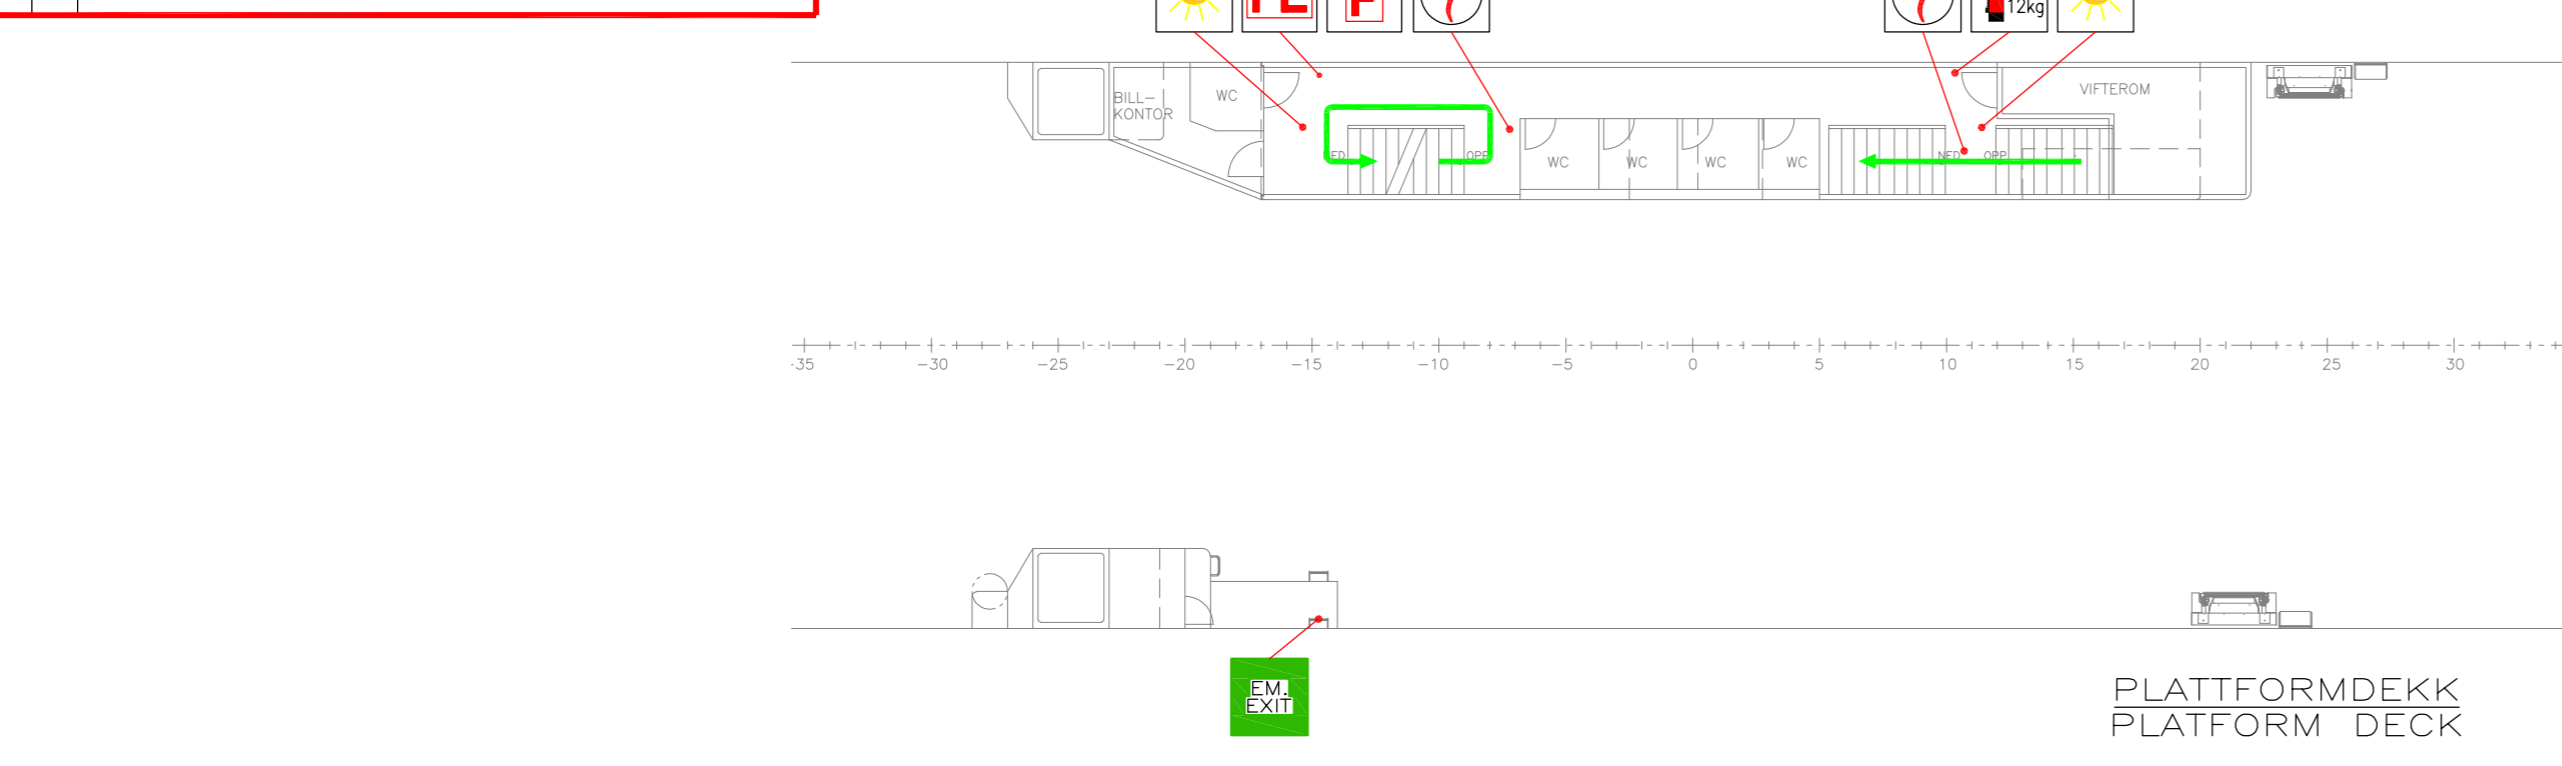 12kg
BILL-
KONTOR
WC
VIFTEROM
OPP
WC
WC
WC
WC
NED
OPP
-35
-30
-25
-20
-15
-10
-5
0
5
10
15
20
25
30
EM.
EXIT
PLATTFORMDEKK
PLATFORM DECK